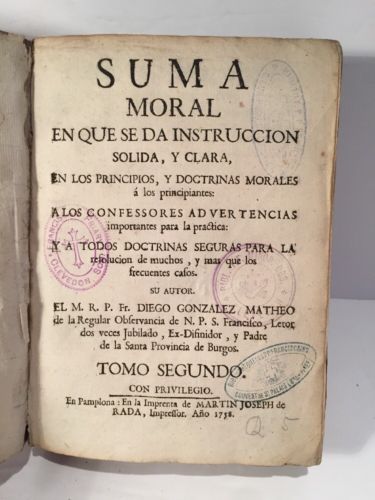 SUMA
MORAL
EN QUE SE DA INSTRUCCION
SOLIDA, Y CLARA,
EN LOS PRINCIPIOS, Y DOCTRINAS MORALES
á los principiantes:
A LOS CONFESSORES ADVERTENCIAS
importantes para la practica:
Y A TODOS DOCTRINAS SEGURAS PARA LA
resolucion de muchos, y mas que los
frecuentes casos.
SU AUTOR.
EL M. R. P. Fr. DIEGO GONZALEZ MATHEO
de la Regular Observancia de N. P. S. Francisco, Letor
dos veces Jubilado, Ex-Difinidor, y Padre
de la Santa Provincia de Burgos.
TOMO SEGUNDO.
CON PRIVILEGIO.
En Pamplona: En la Imprenta de MARTIN JOSEPH de
RADA, Impressor. Año 1758.
CLEVEDON